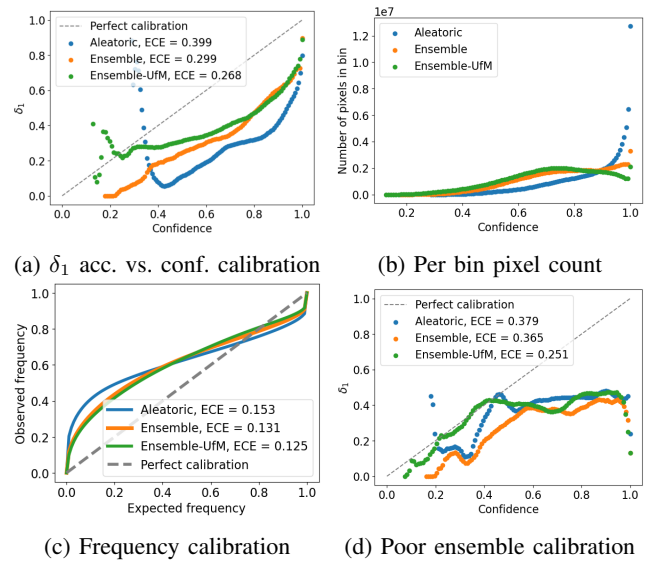 Perfect calibration
Aleatoric, ECE = 0.399
Ensemble, ECE = 0.299
Ensemble-UfM, ECE = 0.268
1.0
0.8
0.6
0.4
0.2
0.0
δ1
0.0 0.2 0.4 0.6 0.8 1.0
Confidence
(a) δ1 acc. vs. conf. calibration
1e7
Aleatoric
Ensemble
Ensemble-UfM
1.4
1.2
1.0
0.8
0.6
0.4
0.2
0.0
Number of pixels in bin
0.2 0.4 0.6 0.8 1.0
Confidence
(b) Per bin pixel count
1.0
0.8
0.6
0.4
0.2
0.0
Observed frequency
Aleatoric, ECE = 0.153
Ensemble, ECE = 0.131
Ensemble-UfM, ECE = 0.125
Perfect calibration
0.0 0.2 0.4 0.6 0.8 1.0
Expected frequency
(c) Frequency calibration
Perfect calibration
Aleatoric, ECE = 0.379
Ensemble, ECE = 0.365
Ensemble-UfM, ECE = 0.251
1.0
0.8
0.6
0.4
0.2
0.0
δ1
0.0 0.2 0.4 0.6 0.8 1.0
Confidence
(d) Poor ensemble calibration